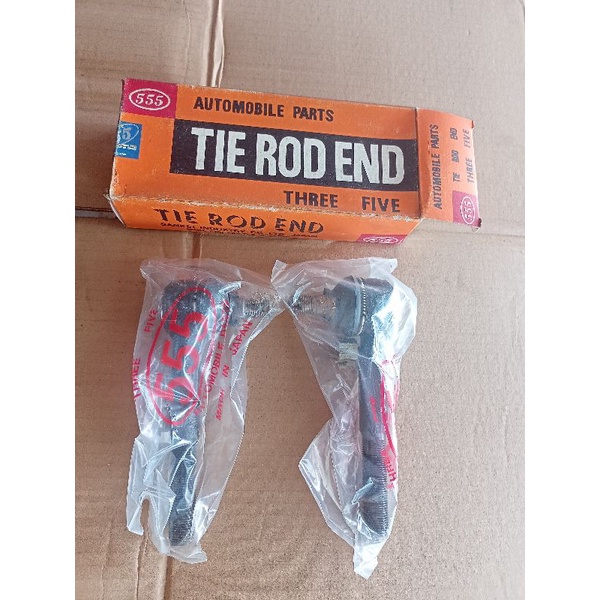 555
AUTOMOBILE PARTS
TIE ROD END
THREE FIVE
TIE ROD END
555
AUTOMOBILE PARTS
TIE ROD END
THREE FIVE
555
THREE FIVE
555
AUTOMOBILE
MADE IN JAPAN